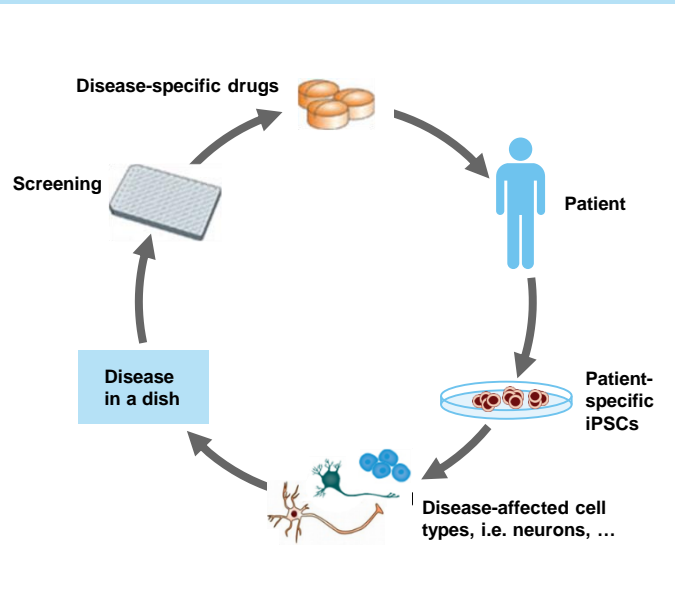 Disease-specific drugs
Screening
Patient
Disease
in a dish
Patient-
specific
iPSCs
Disease-affected cell
types, i.e. neurons, …